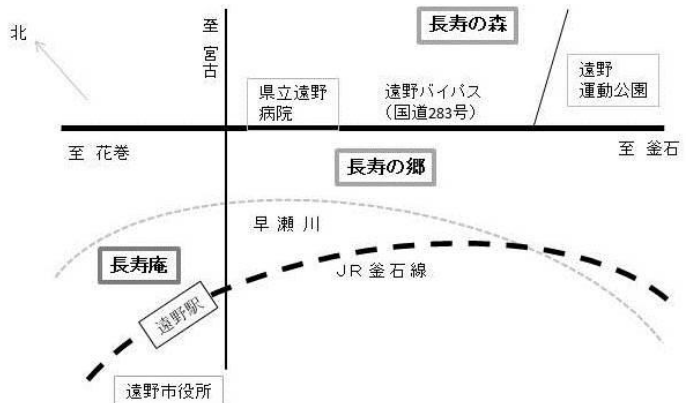 北
至
宮
古
長寿の森
県立遠野
病院
遠野バイパス
（国道283号）
遠野
運動公園
至 花巻
至 釜石
長寿の郷
早瀬川
長寿庵
JR釜石線
遠野駅
遠野市役所